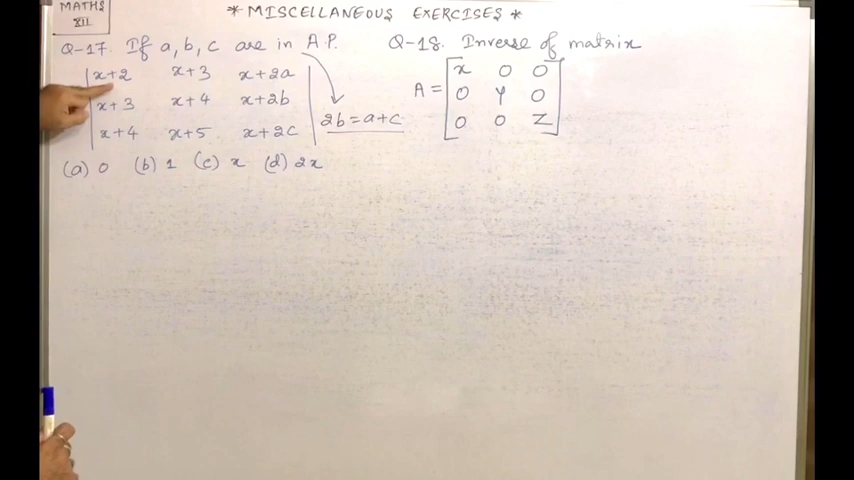 MATHS
XII
* MISCELLANEOUS EXERCISES *
Q-17. If a, b, c are in A.P.
x+2 x+3 x+2a
x+3 x+4 x+2b
x+4 x+5 x+2c
2b = a+c
(a) 0 (b) 1 (c) x (d) 2x
Q-18. Inverse of matrix
A = [x 0 0
0 Y 0
0 0 Z]